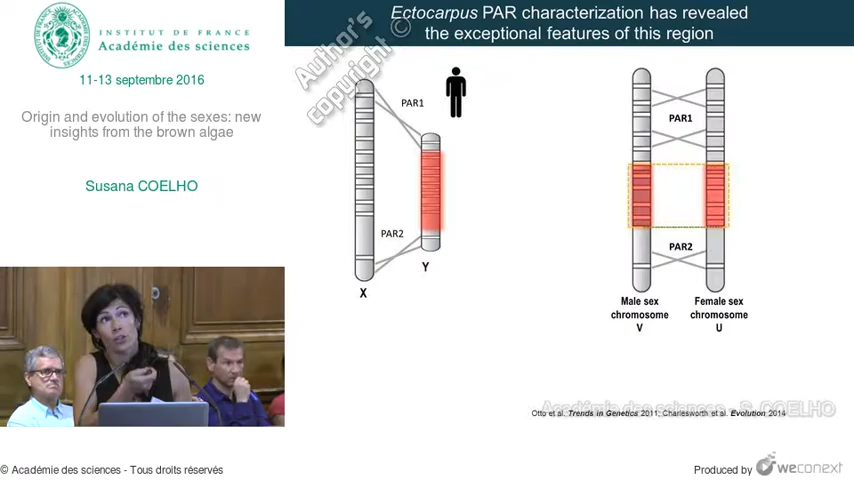 INSTITUT DE FRANCE
Académie des sciences
11-13 septembre 2016
Origin and evolution of the sexes: new
insights from the brown algae
Susana COELHO
Ectocarpus PAR characterization has revealed
the exceptional features of this region
Author's
copyright ©
PAR1
PAR2
X
Y
PAR1
PAR2
Male sex
chromosome
V
Female sex
chromosome
U
Académie des sciences - S. COELHO
Otto et al. Trends in Genetics 2011; Charlesworth et al. Evolution 2014
© Académie des sciences - Tous droits réservés
Produced by weconext